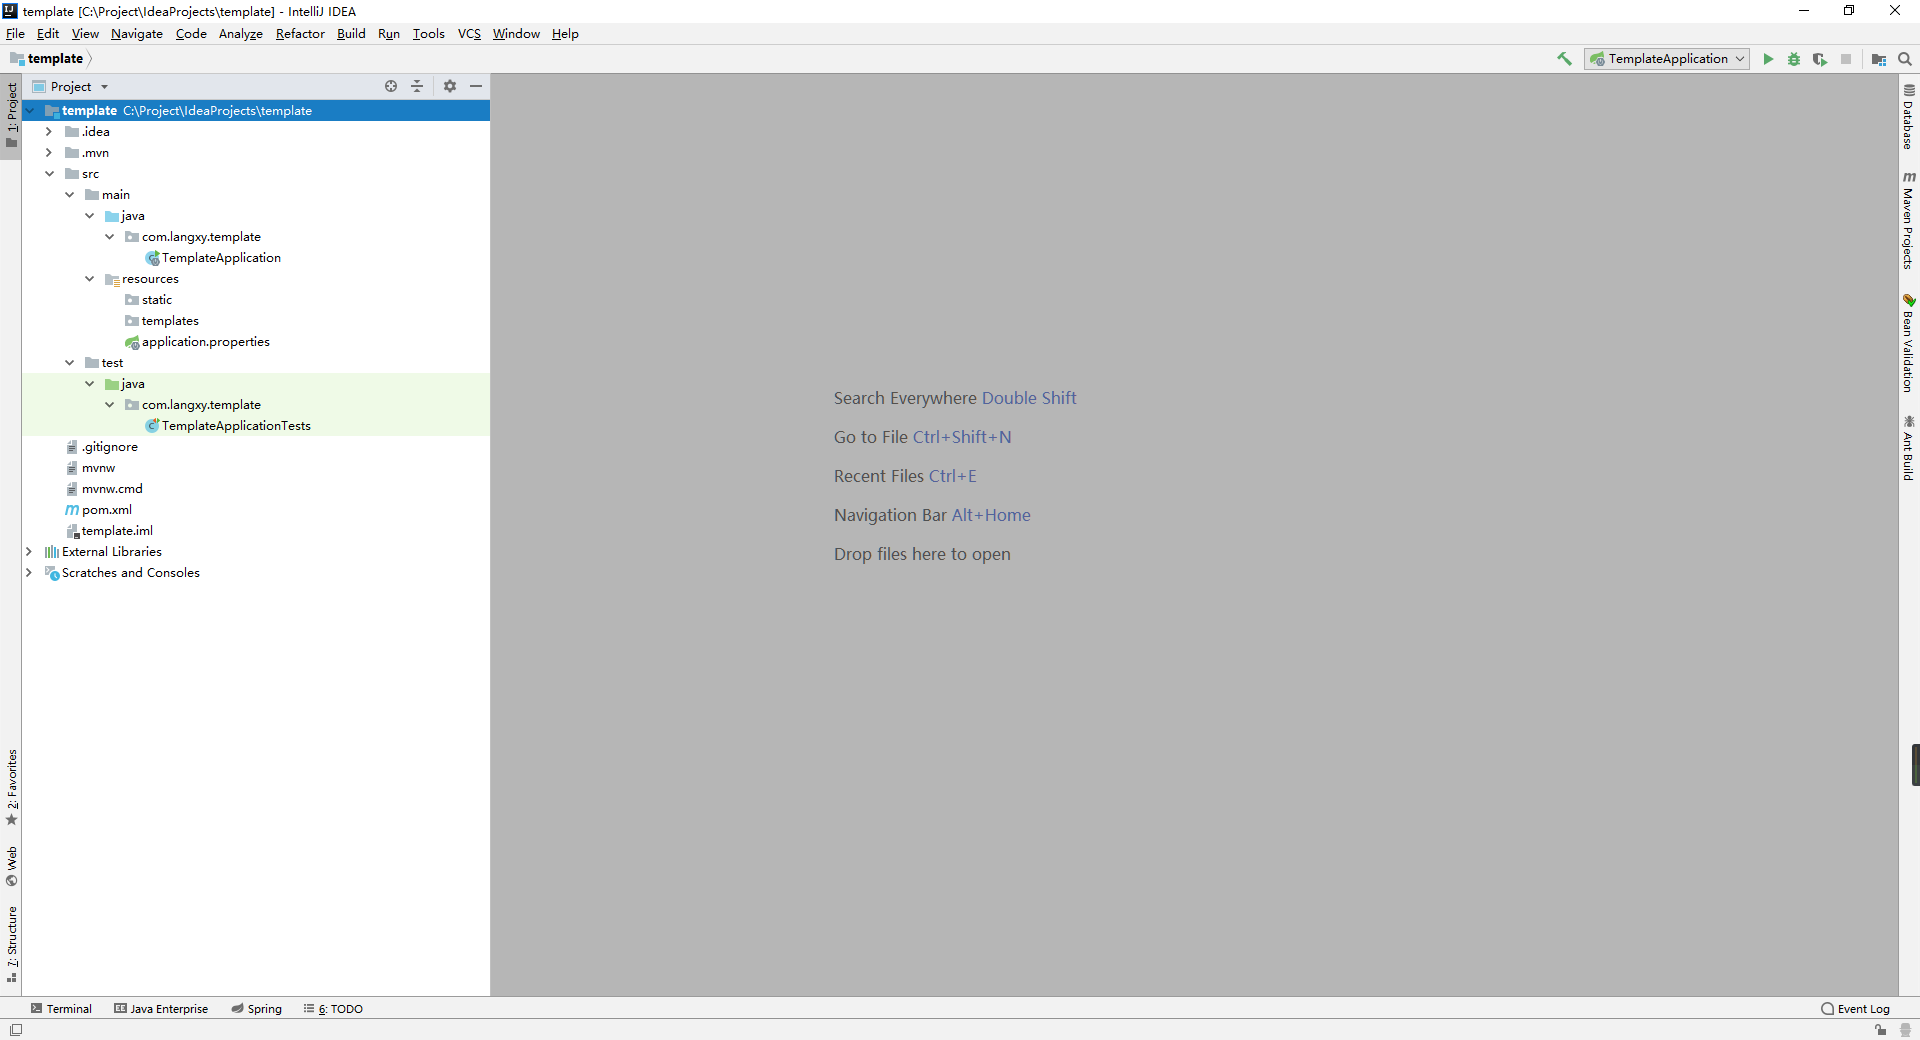 template [C:\Project\IdeaProjects\template] - IntelliJ IDEA
File Edit View Navigate Code Analyze Refactor Build Run Tools VCS Window Help
template
TemplateApplication
1: Project
Project
template C:\Project\IdeaProjects\template
.idea
.mvn
src
main
java
com.langxy.template
TemplateApplication
resources
static
templates
application.properties
test
java
com.langxy.template
TemplateApplicationTests
.gitignore
mvnw
mvnw.cmd
pom.xml
template.iml
External Libraries
Scratches and Consoles
2: Favorites
Web
7: Structure
Search Everywhere Double Shift
Go to File Ctrl+Shift+N
Recent Files Ctrl+E
Navigation Bar Alt+Home
Drop files here to open
Database
Maven Projects
Bean Validation
Ant Build
Terminal
Java Enterprise
Spring
6: TODO
Event Log